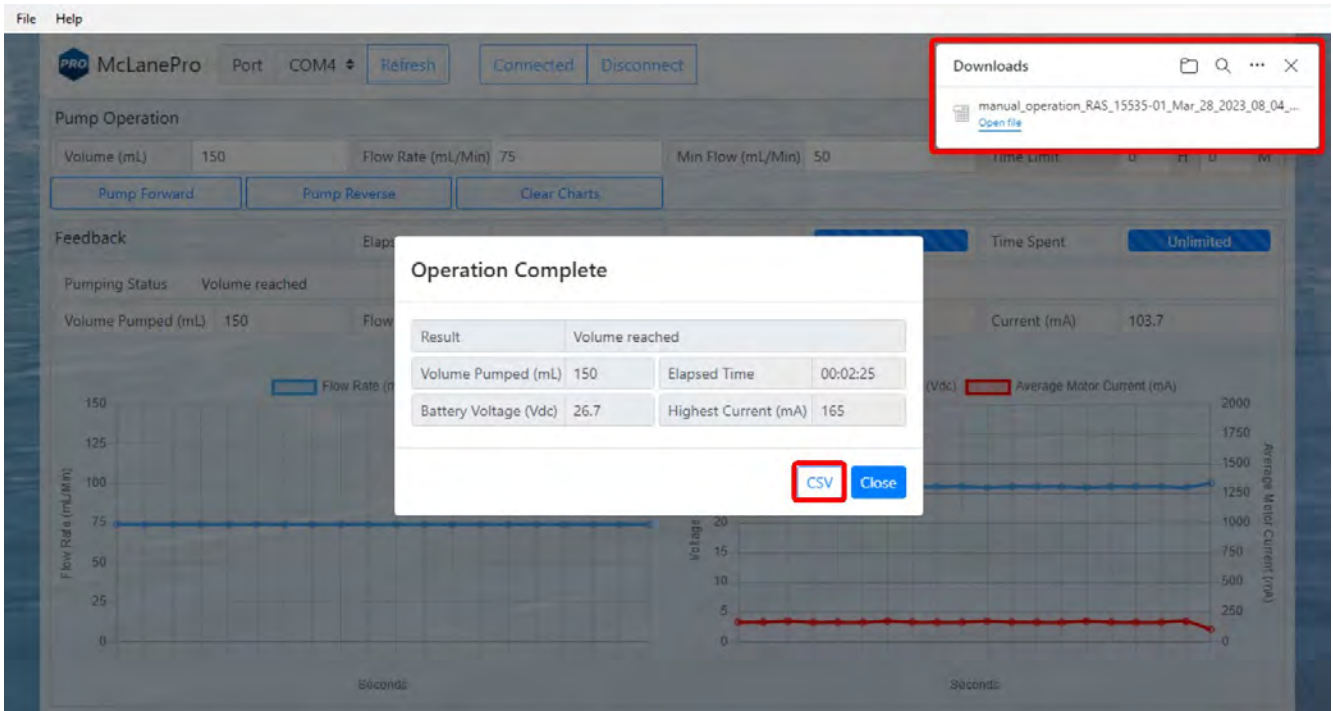 File Help
PRO McLanePro Port COM4 Refresh Connected Disconnect
Downloads
manual_operation_RAS_15535-01_Mar_28_2023_08_04_...
Open file
Pump Operation
Volume (mL) 150 Flow Rate (mL/Min) 75 Min Flow (mL/Min) 50 Time Limit 0 H 0 M
Pump Forward Pump Reverse Clear Charts
Feedback Elaps Time Spent Unlimited
Operation Complete
Pumping Status Volume reached
Volume Pumped (mL) 150 Flow Current (mA) 103.7
Result Volume reached
Volume Pumped (mL) 150 Elapsed Time 00:02:25
Battery Voltage (Vdc) 26.7 Highest Current (mA) 165
CSV Close
Flow Rate (m
(Vdc) Average Motor Current (mA)
150
125
100
75
50
25
0
Flow Rate (mL/Min)
Seconds
Voltage
20
15
10
5
0
2000
1750
1500
1250
1000
750
500
250
0
Average Motor Current (mA)
Seconds